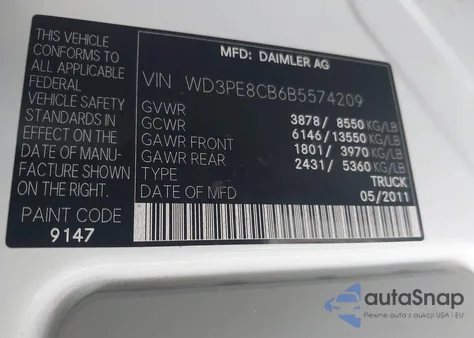 THIS VEHICLE
CONFORMS TO
ALL APPLICABLE
FEDERAL MOTOR
VEHICLE SAFETY
STANDARDS IN
EFFECT ON THE
DATE OF MANU-
FACTURE SHOWN
ON THE RIGHT.
PAINT CODE
9147
MFD: DAIMLER AG
VIN WD3PE8CB6B5574209
GVWR 3878/ 8550 KG/LB
GCWR 6146/13550 KG/LB
GAWR FRONT 1801/ 3970 KG/LB
GAWR REAR 2431/ 5360 KG/LB
TYPE TRUCK
DATE OF MFD 05/2011
autoSnap
Pewne auta z aukcji USA i EU